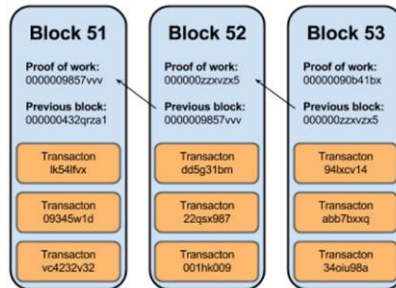 Block 51
Proof of work:
0000009857vvv
Previous block:
000000432qrza1
Transacton
lk54lfvx
Transacton
09345w1d
Transacton
vc4232v32
Block 52
Proof of work:
000000zzxvzx5
Previous block:
0000009857vvv
Transacton
dd5g31bm
Transacton
22qsx987
Transacton
001hk009
Block 53
Proof of work:
00000090b41bx
Previous block:
000000zzxvzx5
Transacton
94lxcv14
Transacton
abb7bxxq
Transacton
34oiu98a